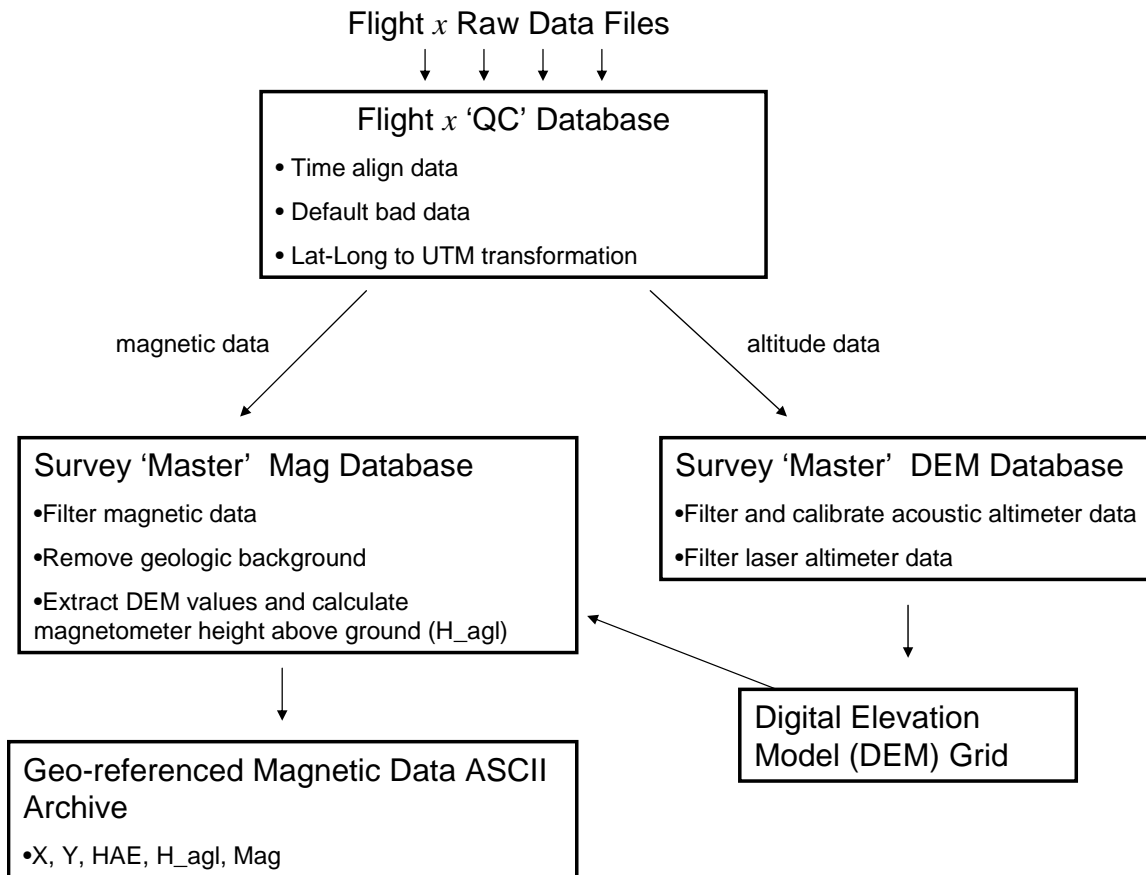 Flight x Raw Data Files
Flight x ‘QC’ Database
• Time align data
• Default bad data
• Lat-Long to UTM transformation
magnetic data
altitude data
Survey ‘Master’ Mag Database
•Filter magnetic data
•Remove geologic background
•Extract DEM values and calculate
magnetometer height above ground (H_agl)
Survey ‘Master’ DEM Database
•Filter and calibrate acoustic altimeter data
•Filter laser altimeter data
Digital Elevation
Model (DEM) Grid
Geo-referenced Magnetic Data ASCII
Archive
•X, Y, HAE, H_agl, Mag